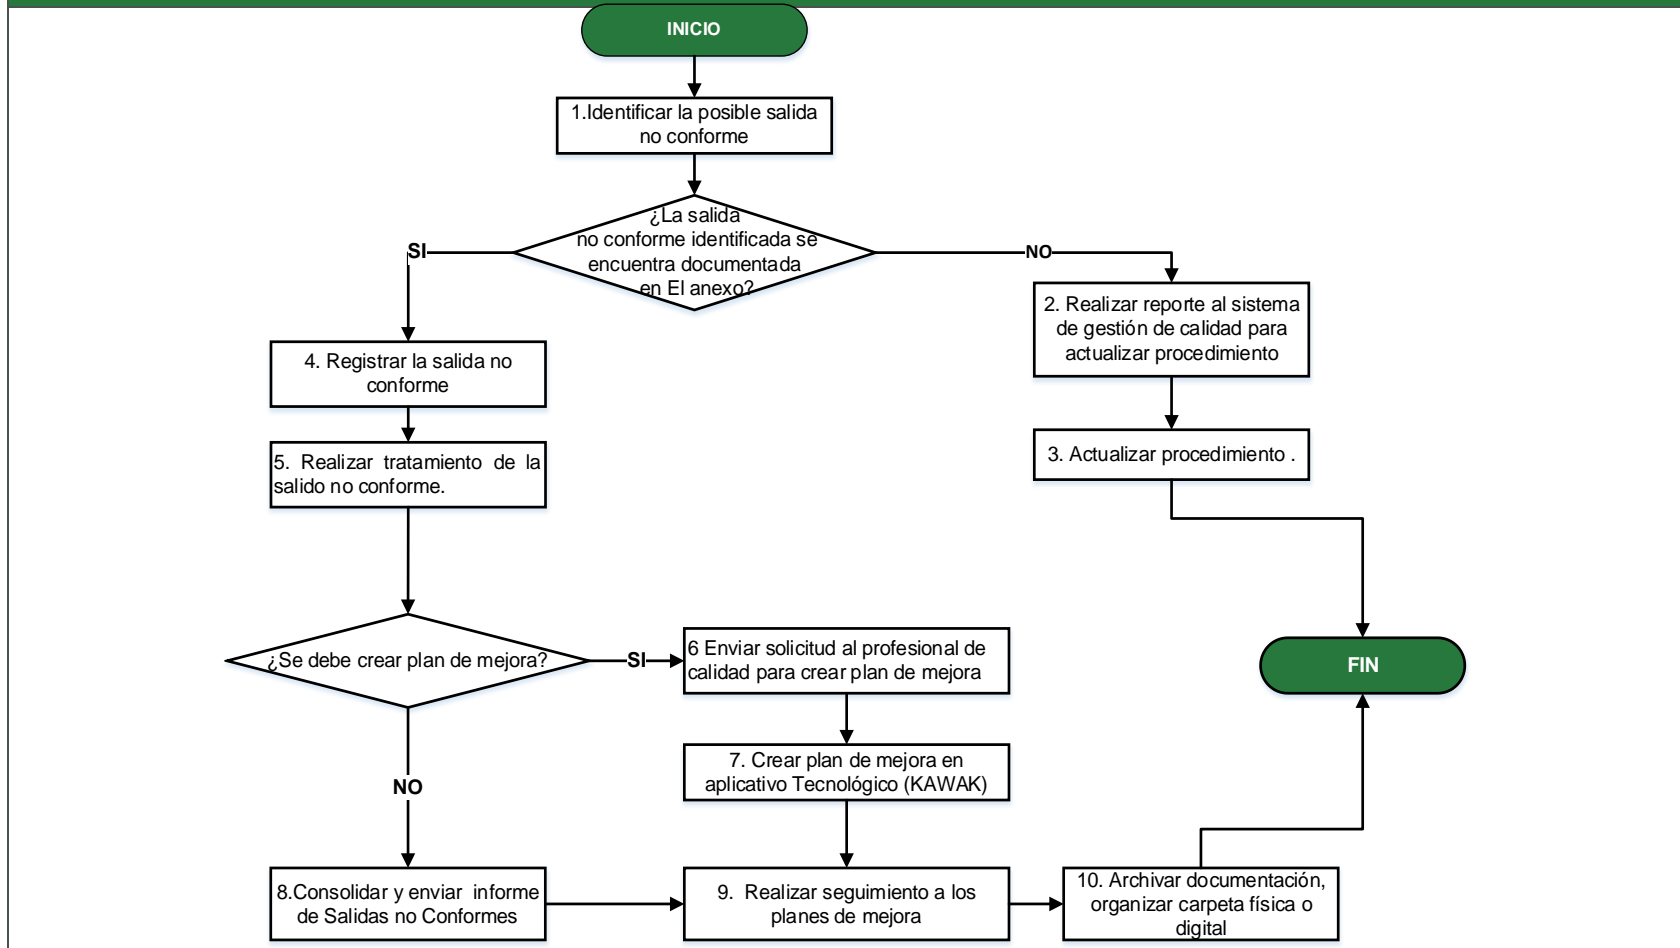 INICIO
1.Identificar la posible salida
no conforme
¿La salida
no conforme identificada se
encuentra documentada
en El anexo?
SI
NO
2. Realizar reporte al sistema
de gestión de calidad para
actualizar procedimiento
4. Registrar la salida no
conforme
3. Actualizar procedimiento .
5. Realizar tratamiento de la
salido no conforme.
¿Se debe crear plan de mejora?
SI
6 Enviar solicitud al profesional de
calidad para crear plan de mejora
FIN
7. Crear plan de mejora en
aplicativo Tecnológico (KAWAK)
NO
8.Consolidar y enviar informe
de Salidas no Conformes
9. Realizar seguimiento a los
planes de mejora
10. Archivar documentación,
organizar carpeta física o
digital